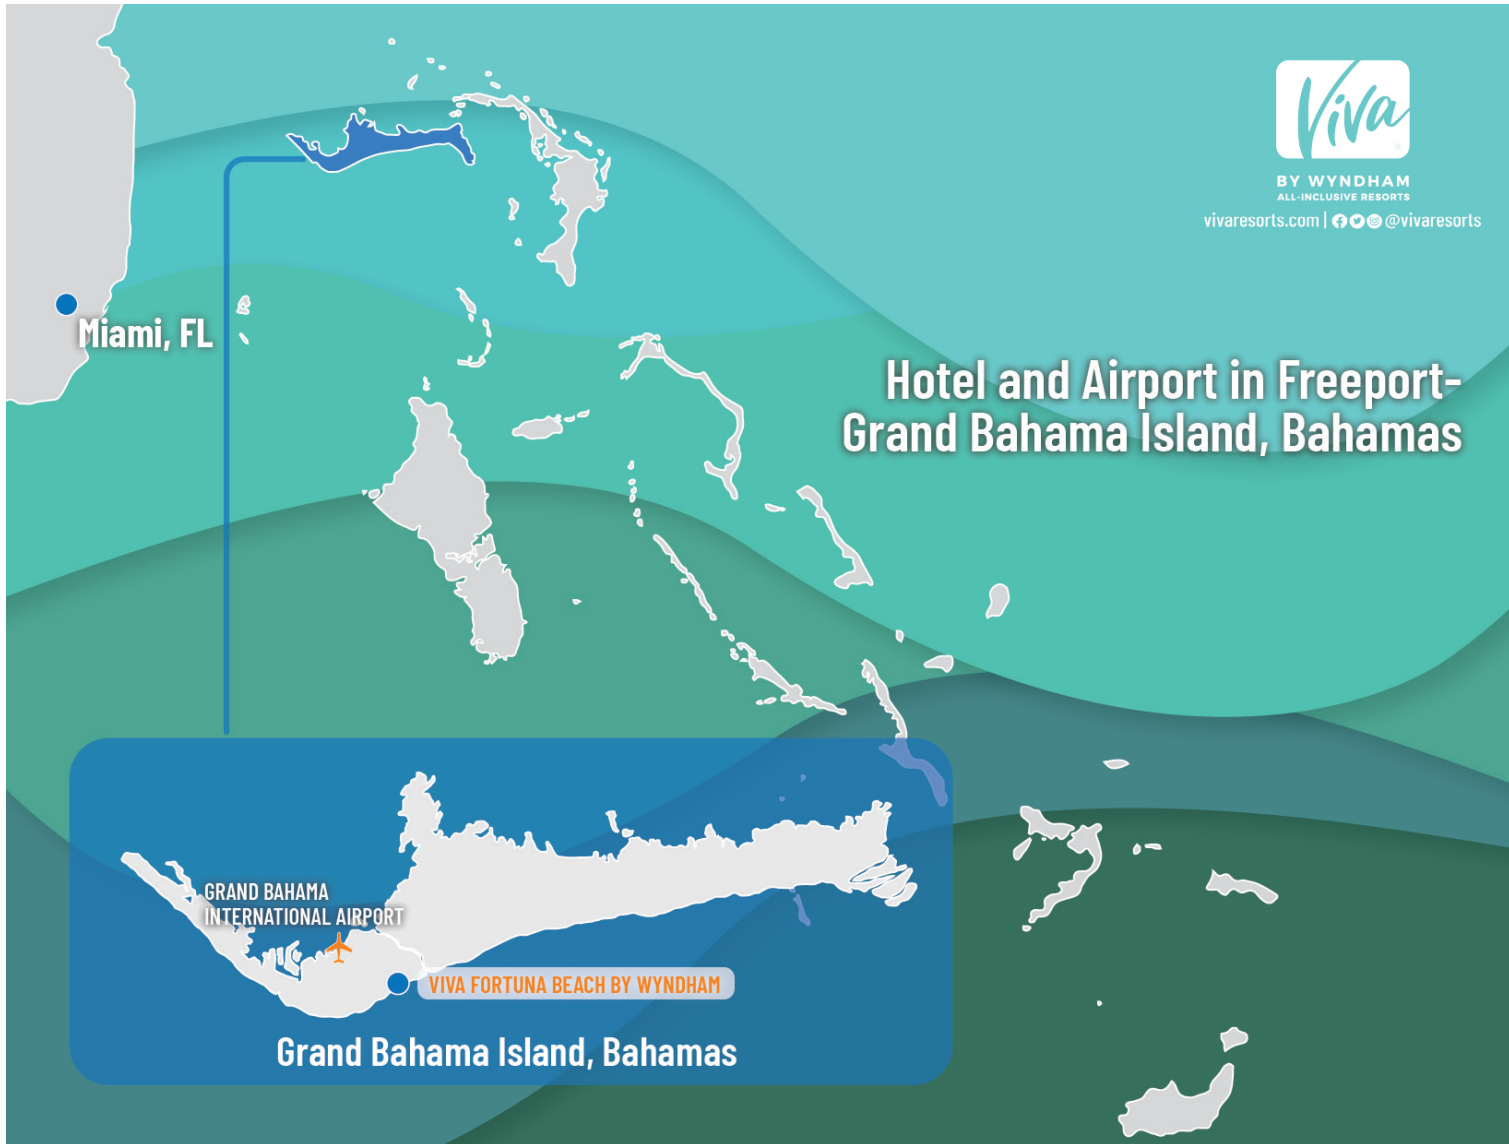 Viva
BY WYNDHAM
ALL-INCLUSIVE RESORTS
vivaresorts.com | @vivaresorts
Miami, FL
Hotel and Airport in Freeport-
Grand Bahama Island, Bahamas
GRAND BAHAMA
INTERNATIONAL AIRPORT
VIVA FORTUNA BEACH BY WYNDHAM
Grand Bahama Island, Bahamas